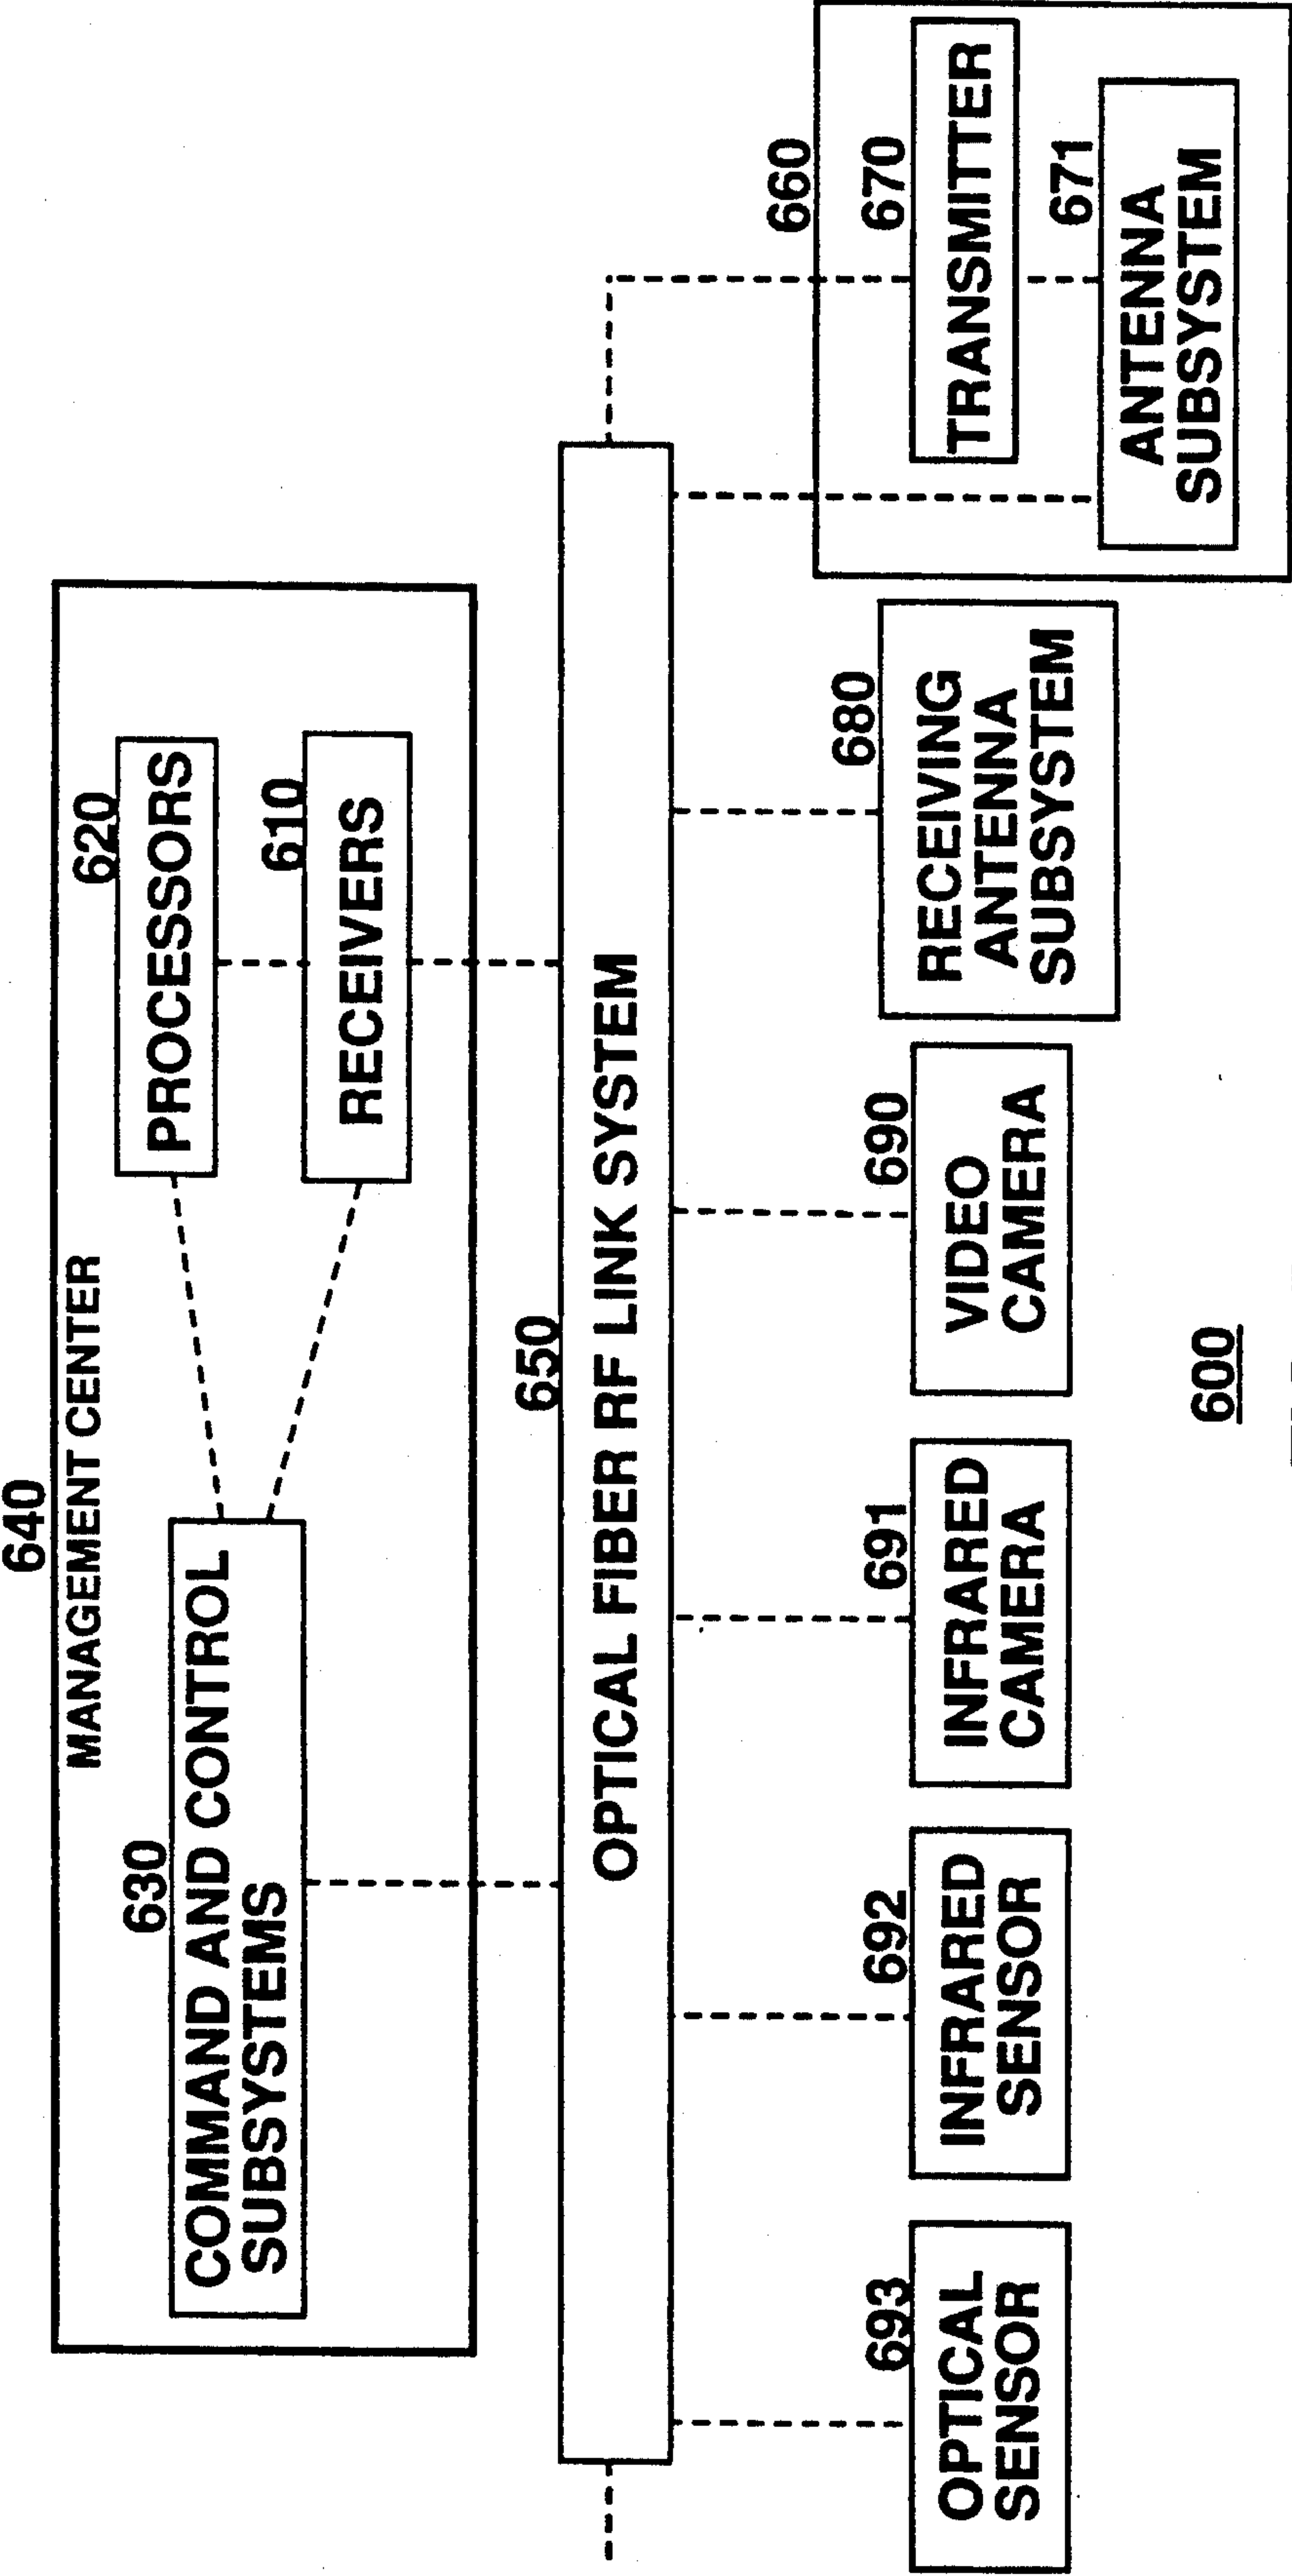 640
MANAGEMENT CENTER
630
COMMAND AND CONTROL
SUBSYSTEMS
620
PROCESSORS
610
RECEIVERS
650
OPTICAL FIBER RF LINK SYSTEM
693
OPTICAL
SENSOR
692
INFRARED
SENSOR
691
INFRARED
CAMERA
690
VIDEO
CAMERA
680
RECEIVING
ANTENNA
SUBSYSTEM
660
670
TRANSMITTER
671
ANTENNA
SUBSYSTEM
600